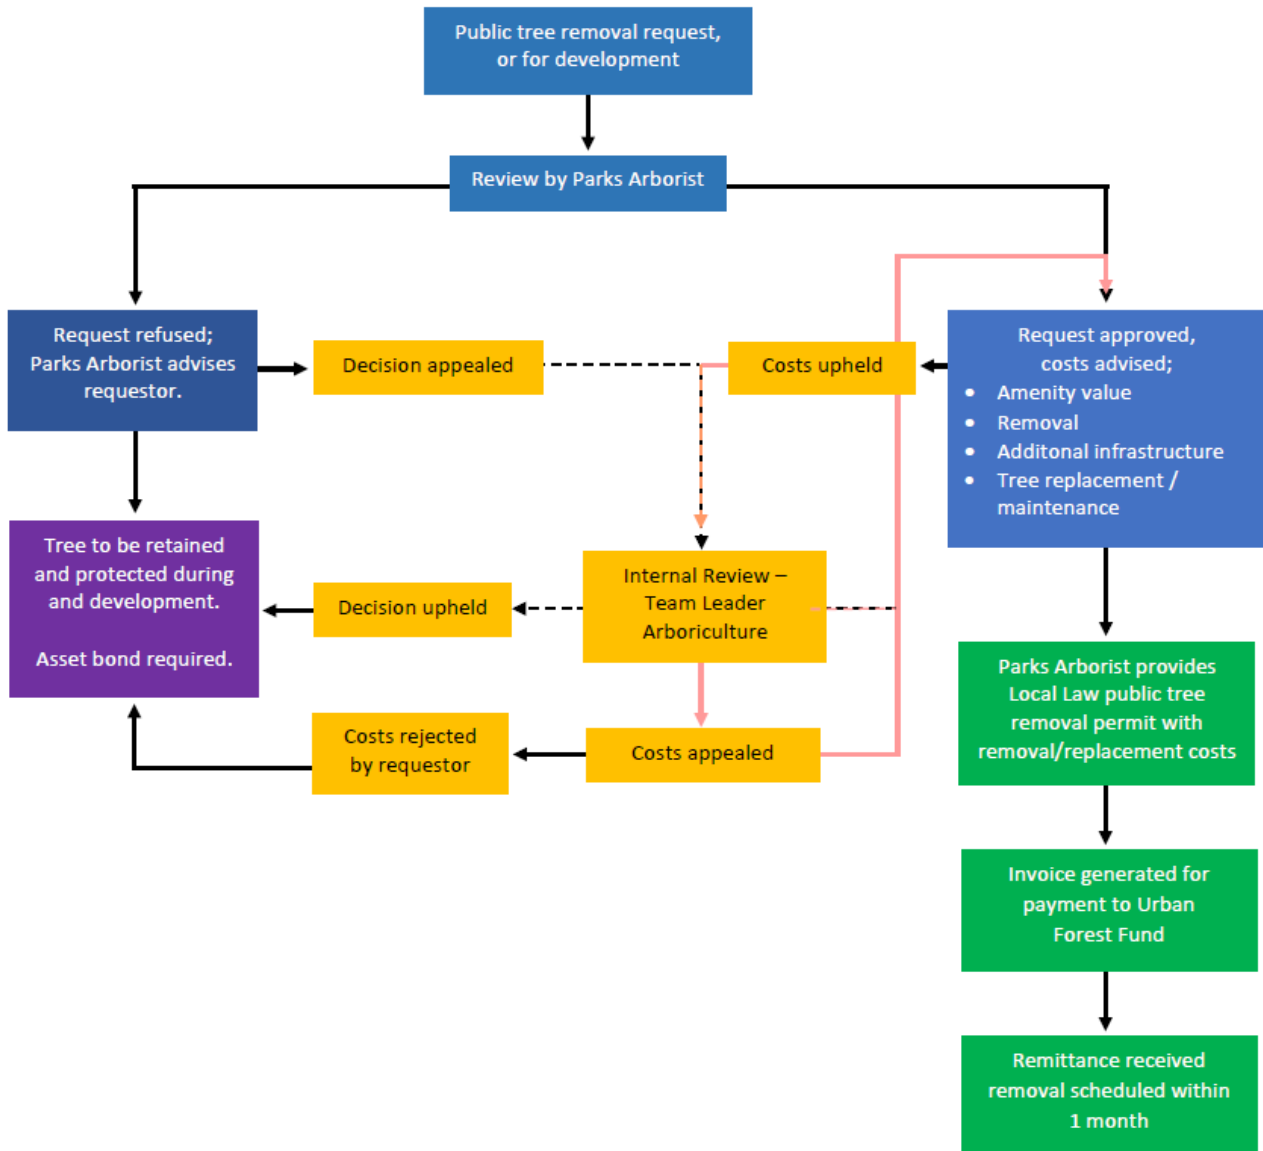 Public tree removal request,
or for development
Review by Parks Arborist
Request refused;
Parks Arborist advises
requestor.
Decision appealed
Costs upheld
Request approved,
costs advised;
• Amenity value
• Removal
• Additonal infrastructure
• Tree replacement /
maintenance
Tree to be retained
and protected during
and development.
Asset bond required.
Decision upheld
Internal Review –
Team Leader
Arboriculture
Costs rejected
by requestor
Costs appealed
Parks Arborist provides
Local Law public tree
removal permit with
removal/replacement costs
Invoice generated for
payment to Urban
Forest Fund
Remittance received
removal scheduled within
1 month